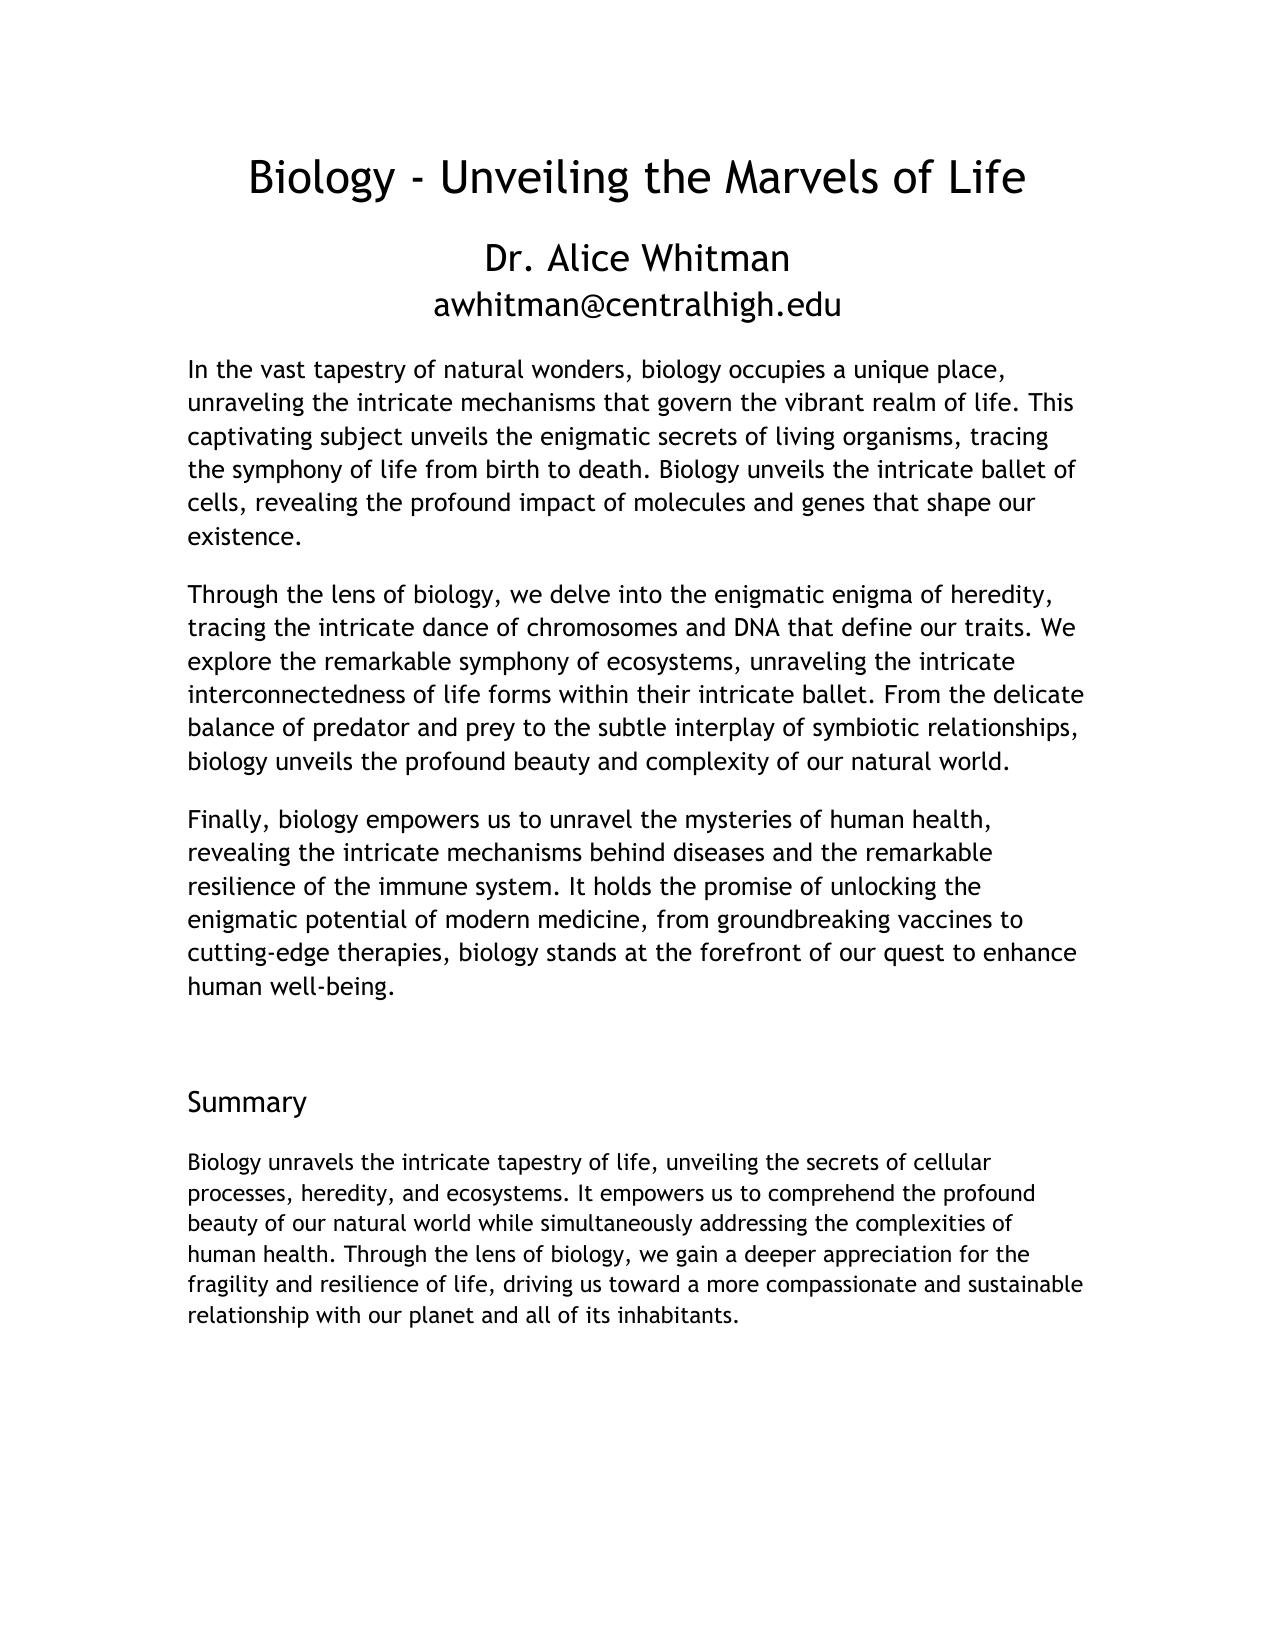 Biology - Unveiling the Marvels of Life
Dr. Alice Whitman
awhitman@centralhigh.edu
In the vast tapestry of natural wonders, biology occupies a unique place,
unraveling the intricate mechanisms that govern the vibrant realm of life. This
captivating subject unveils the enigmatic secrets of living organisms, tracing
the symphony of life from birth to death. Biology unveils the intricate ballet of
cells, revealing the profound impact of molecules and genes that shape our
existence.
Through the lens of biology, we delve into the enigmatic enigma of heredity,
tracing the intricate dance of chromosomes and DNA that define our traits. We
explore the remarkable symphony of ecosystems, unraveling the intricate
interconnectedness of life forms within their intricate ballet. From the delicate
balance of predator and prey to the subtle interplay of symbiotic relationships,
biology unveils the profound beauty and complexity of our natural world.
Finally, biology empowers us to unravel the mysteries of human health,
revealing the intricate mechanisms behind diseases and the remarkable
resilience of the immune system. It holds the promise of unlocking the
enigmatic potential of modern medicine, from groundbreaking vaccines to
cutting-edge therapies, biology stands at the forefront of our quest to enhance
human well-being.
Summary
Biology unravels the intricate tapestry of life, unveiling the secrets of cellular
processes, heredity, and ecosystems. It empowers us to comprehend the profound
beauty of our natural world while simultaneously addressing the complexities of
human health. Through the lens of biology, we gain a deeper appreciation for the
fragility and resilience of life, driving us toward a more compassionate and sustainable
relationship with our planet and all of its inhabitants.